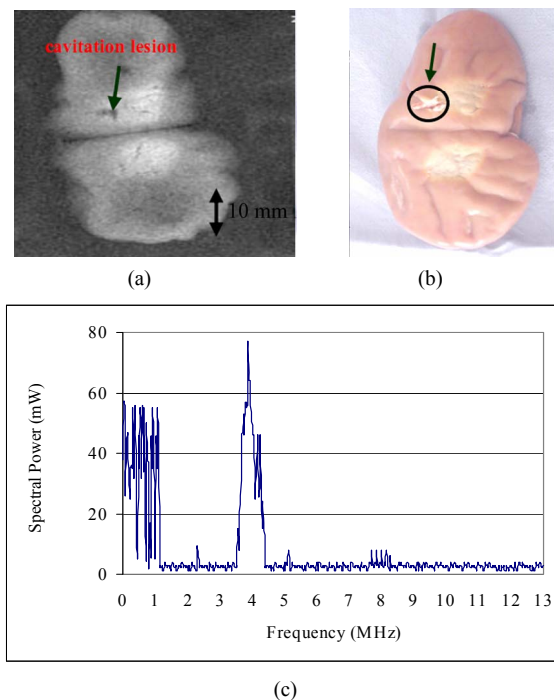 cavitation lesion
10 mm
(a)
(b)
Spectral Power (mW)
80
60
40
20
0
0 1 2 3 4 5 6 7 8 9 10 11 12 13
Frequency (MHz)
(c)